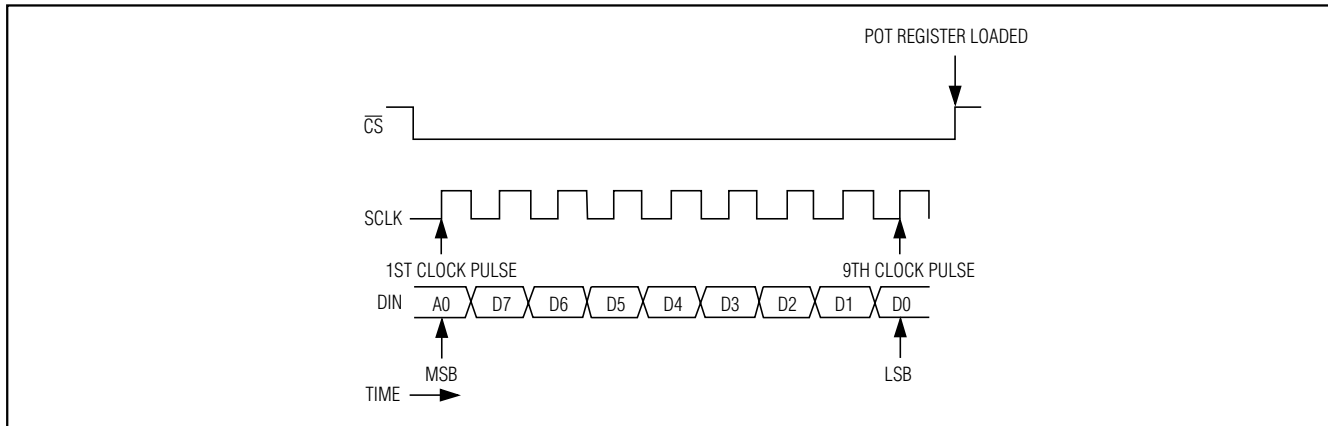 POT REGISTER LOADED
CS
SCLK
1ST CLOCK PULSE 9TH CLOCK PULSE
DIN A0 D7 D6 D5 D4 D3 D2 D1 D0
MSB LSB
TIME